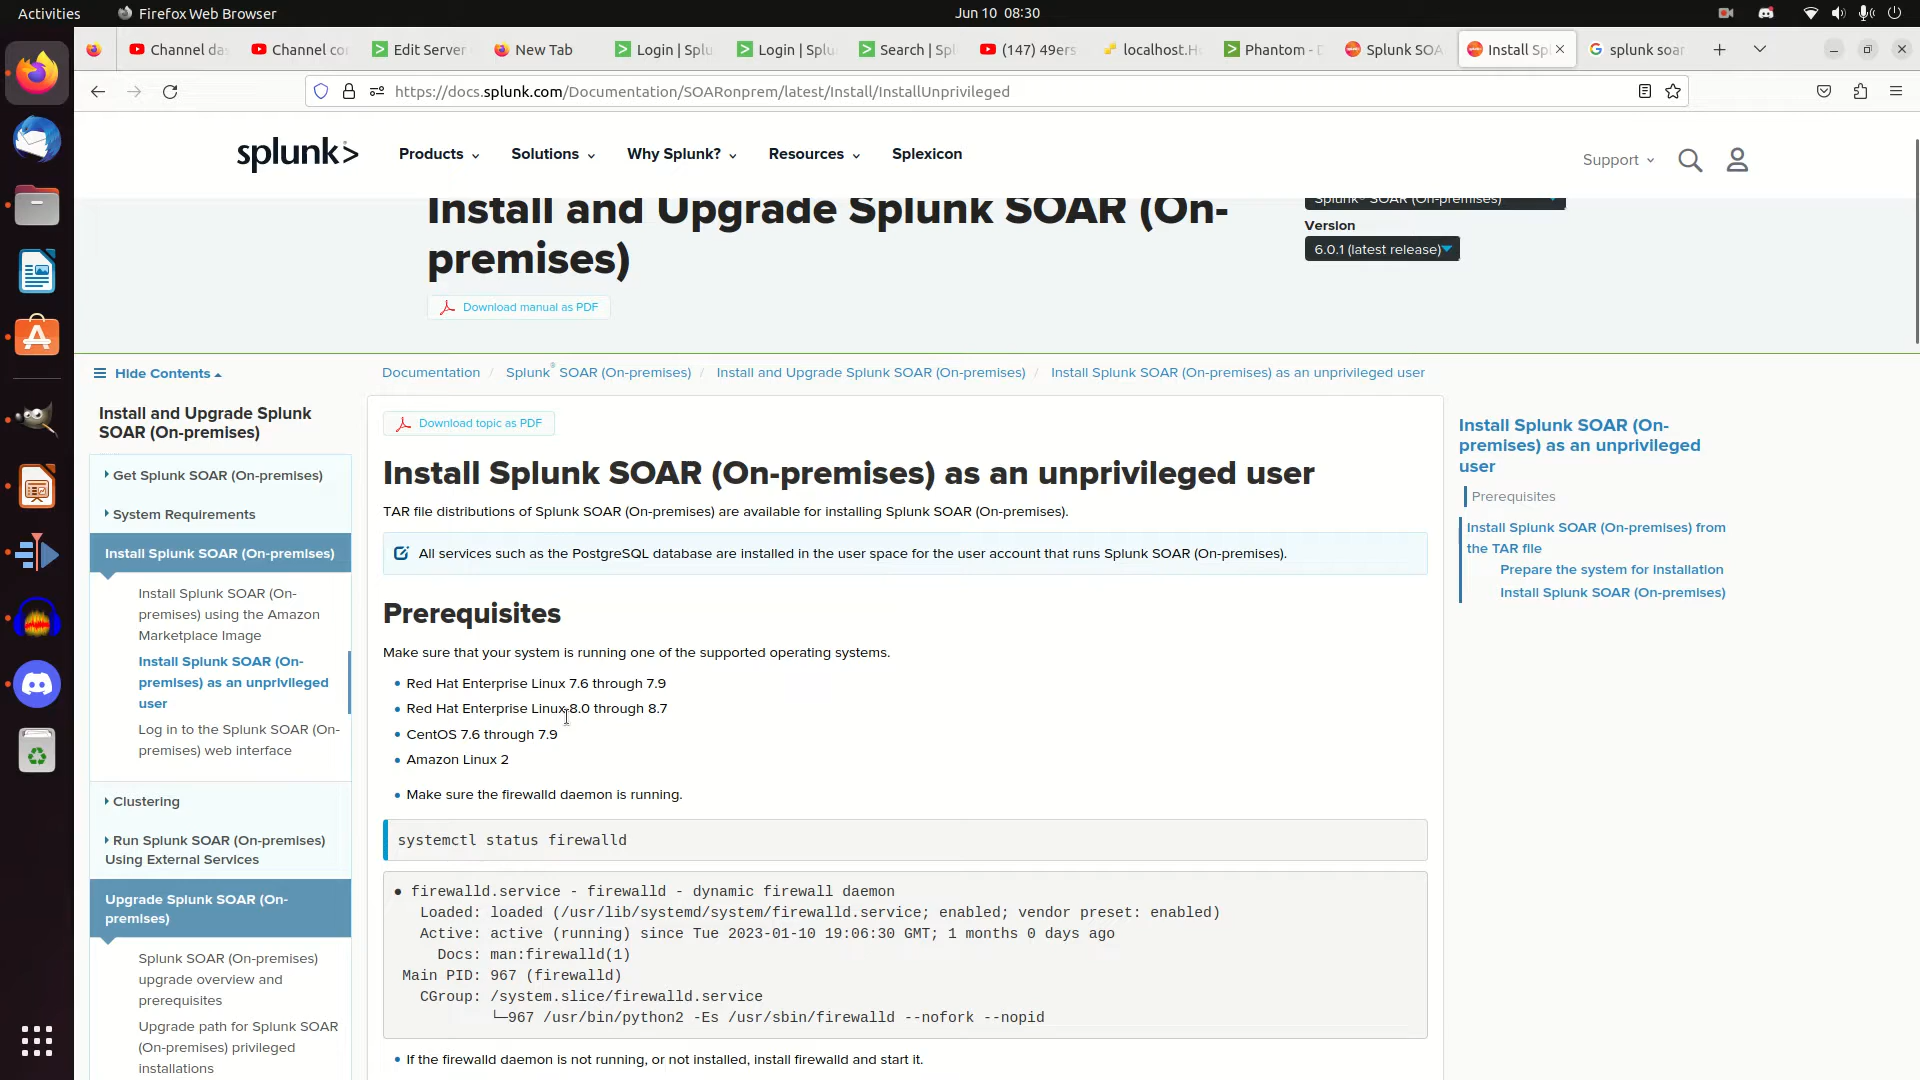 Activities
Firefox Web Browser
Jun 10 08:30
Channel da
Channel co
Edit Server
New Tab
Login | Splu
Login | Splu
Search | Sp
(147) 49ers
localhost.H
Phantom - D
Splunk SOA
Install Sp
splunk soar
https://docs.splunk.com/Documentation/SOARonprem/latest/Install/InstallUnprivileged
splunk>
Products
Solutions
Why Splunk?
Resources
Splexicon
Support
Install and Upgrade Splunk SOAR (On-
premises)
Splunk® SOAR (On-premises)
Version
6.0.1 (latest release)
Download manual as PDF
Hide Contents
Documentation / Splunk® SOAR (On-premises) / Install and Upgrade Splunk SOAR (On-premises) / Install Splunk SOAR (On-premises) as an unprivileged user
Install and Upgrade Splunk
SOAR (On-premises)
Get Splunk SOAR (On-premises)
System Requirements
Install Splunk SOAR (On-premises)
Install Splunk SOAR (On-
premises) using the Amazon
Marketplace Image
Install Splunk SOAR (On-
premises) as an unprivileged
user
Log in to the Splunk SOAR (On-
premises) web interface
Clustering
Run Splunk SOAR (On-premises)
Using External Services
Upgrade Splunk SOAR (On-
premises)
Splunk SOAR (On-premises)
upgrade overview and
prerequisites
Upgrade path for Splunk SOAR
(On-premises) privileged
installations
Download topic as PDF
Install Splunk SOAR (On-premises) as an unprivileged user
TAR file distributions of Splunk SOAR (On-premises) are available for installing Splunk SOAR (On-premises).
All services such as the PostgreSQL database are installed in the user space for the user account that runs Splunk SOAR (On-premises).
Prerequisites
Make sure that your system is running one of the supported operating systems.
• Red Hat Enterprise Linux 7.6 through 7.9
• Red Hat Enterprise Linux 8.0 through 8.7
• CentOS 7.6 through 7.9
• Amazon Linux 2
• Make sure the firewalld daemon is running.
systemctl status firewalld
● firewalld.service - firewalld - dynamic firewall daemon
Loaded: loaded (/usr/lib/systemd/system/firewalld.service; enabled; vendor preset: enabled)
Active: active (running) since Tue 2023-01-10 19:06:30 GMT; 1 months 0 days ago
Docs: man:firewalld(1)
Main PID: 967 (firewalld)
CGroup: /system.slice/firewalld.service
└─967 /usr/bin/python2 -Es /usr/sbin/firewalld --nofork --nopid
• If the firewalld daemon is not running, or not installed, install firewalld and start it.
Install Splunk SOAR (On-
premises) as an unprivileged
user
Prerequisites
Install Splunk SOAR (On-premises) from
the TAR file
Prepare the system for installation
Install Splunk SOAR (On-premises)